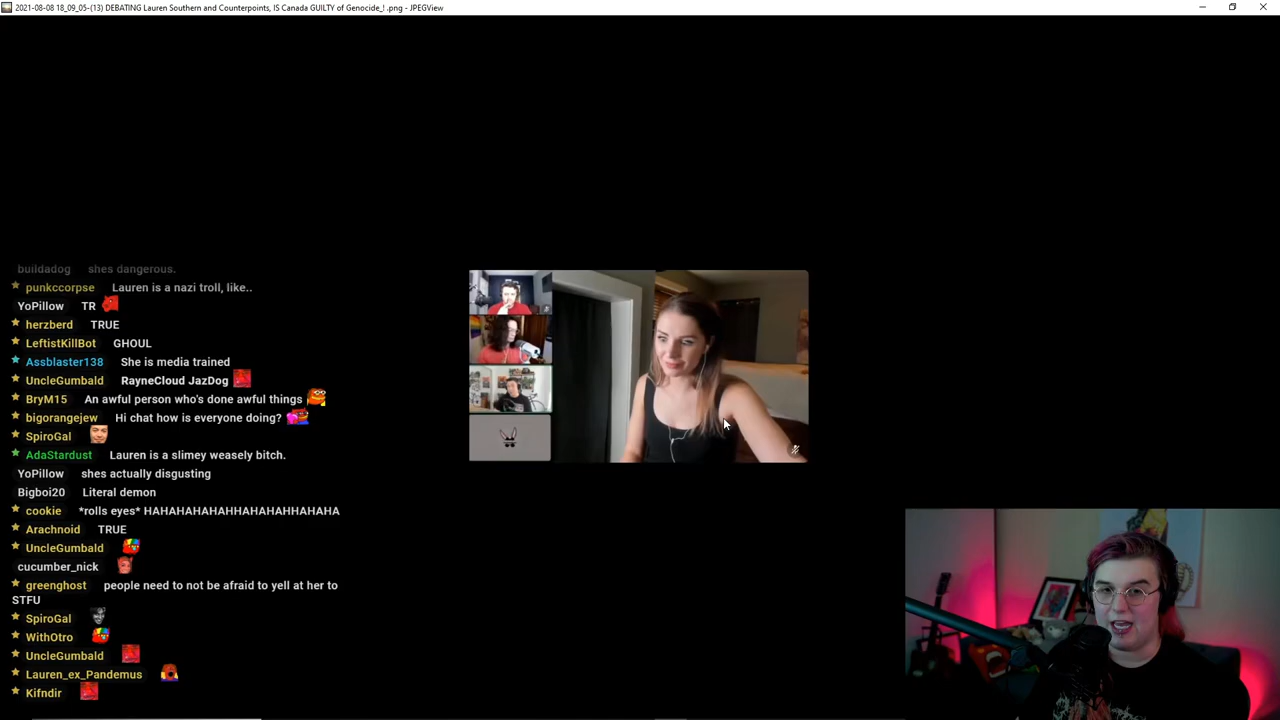 2021-08-08 18_09_05-(13) DEBATING Lauren Southern and Counterpoints, IS Canada GUILTY of Genocide_! .png - JPEGView
buildadog shes dangerous.
punkccorpse Lauren is a nazi troll, like..
YoPillow TR
herzberd TRUE
LeftistKillBot GHOUL
Assblaster138 She is media trained
UncleGumbald RayneCloud JazDog
BryM15 An awful person who's done awful things
bigorangejew Hi chat how is everyone doing?
SpiroGal
AdaStardust Lauren is a slimey weasely bitch.
YoPillow shes actually disgusting
Bigboi20 Literal demon
cookie *rolls eyes* HAHAHAHAHAHHAHAHAHHAHAHA
Arachnoid TRUE
UncleGumbald
cucumber_nick
greenghost people need to not be afraid to yell at her to
STFU
SpiroGal
WithOtro
UncleGumbald
Lauren_ex_Pandemus
Kifndir